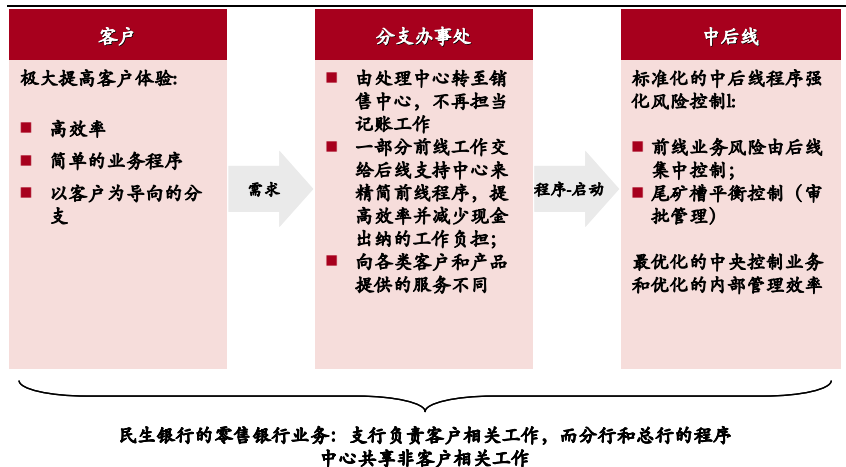 客户
极大提高客户体验:
高效率
简单的业务程序
以客户为导向的分
支
需求
分支办事处
由处理中心转至销
售中心，不再担当
记账工作
一部分前线工作交
给后线支持中心来
精简前线程序，提
高效率并减少现金
出纳的工作负担；
向各类客户和产品
提供的服务不同
程序-启动
中后线
标准化的中后线程序强
化风险控制l:
前线业务风险由后线
集中控制；
尾矿槽平衡控制（审
批管理）
最优化的中央控制业务
和优化的内部管理效率
民生银行的零售银行业务：支行负责客户相关工作，而分行和总行的程序
中心共享非客户相关工作